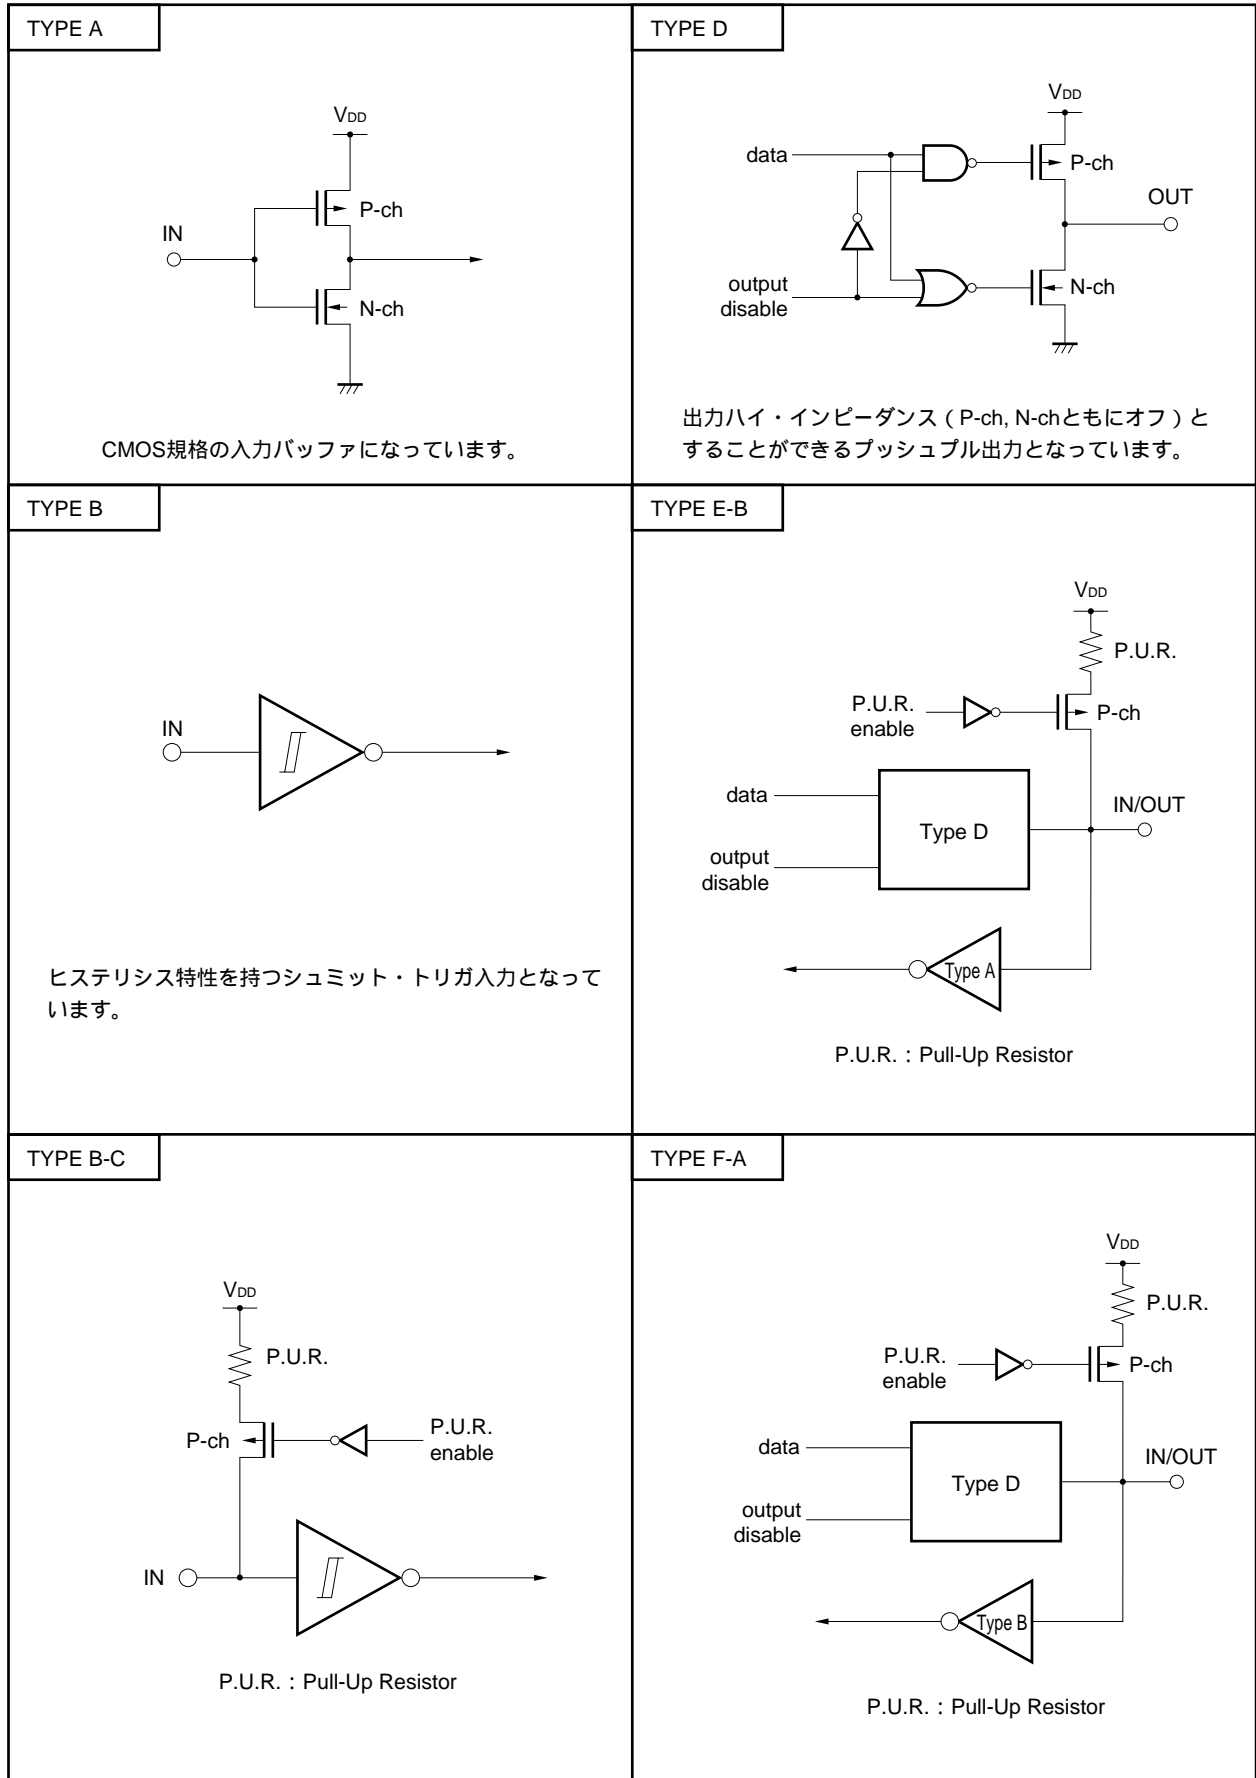 TYPE A
VDD
P-ch
IN
N-ch
CMOS規格の入力バッファになっています。
TYPE D
VDD
data
P-ch
OUT
output
disable
N-ch
出力ハイ・インピーダンス（P-ch, N-chともにオフ）と
することができるプッシュプル出力となっています。
TYPE B
IN
ヒステリシス特性を持つシュミット・トリガ入力となって
います。
TYPE E-B
VDD
P.U.R.
P.U.R.
enable
P-ch
data
IN/OUT
Type D
output
disable
Type A
P.U.R.：Pull-Up Resistor
TYPE B-C
VDD
P.U.R.
P-ch
P.U.R.
enable
IN
P.U.R.：Pull-Up Resistor
TYPE F-A
VDD
P.U.R.
P.U.R.
enable
P-ch
data
IN/OUT
Type D
output
disable
Type B
P.U.R.：Pull-Up Resistor